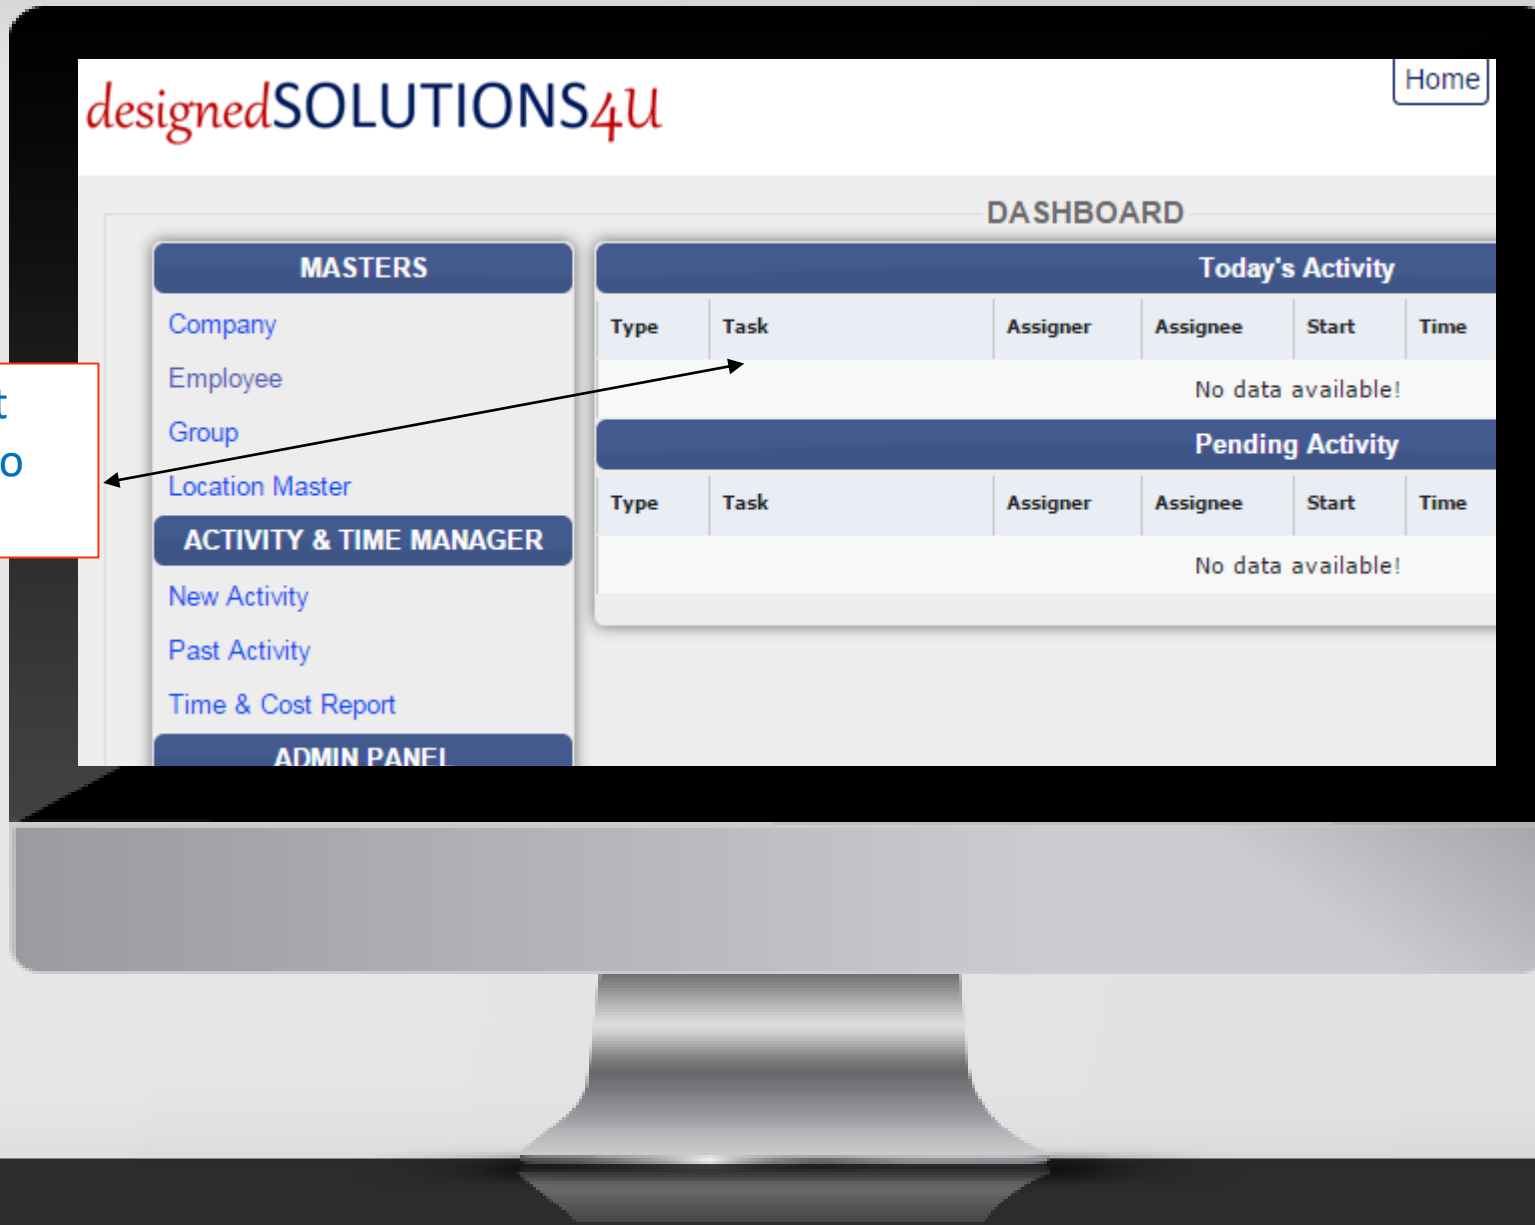 designedSOLUTIONS4U
Home
DASHBOARD
MASTERS
Company
Employee
Group
Location Master
ACTIVITY & TIME MANAGER
New Activity
Past Activity
Time & Cost Report
ADMIN PANEL
Today's Activity
Type Task Assigner Assignee Start Time
No data available!
Pending Activity
Type Task Assigner Assignee Start Time
No data available!